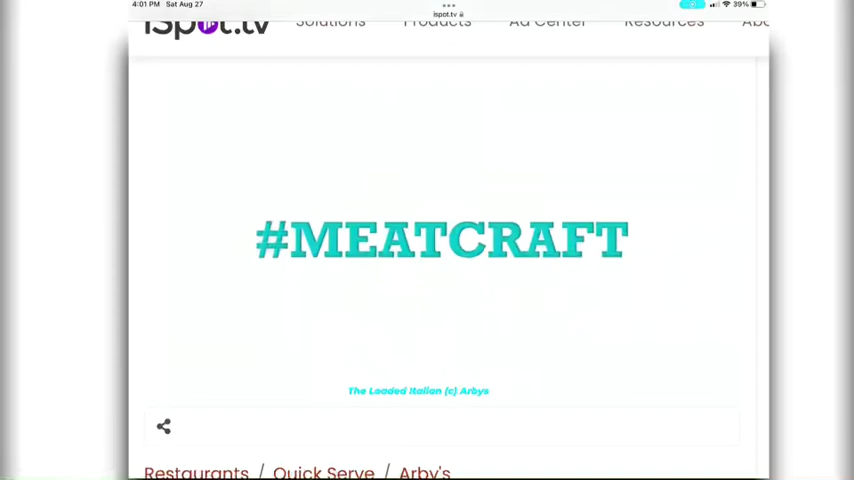 4:01 PM Sat Aug 27
ispot.tv
39%
iSpot.tv Solutions Products Ad Center Resources
#MEATCRAFT
The Loaded Italian (c) Arbys
Restaurants / Quick Serve / Arby's